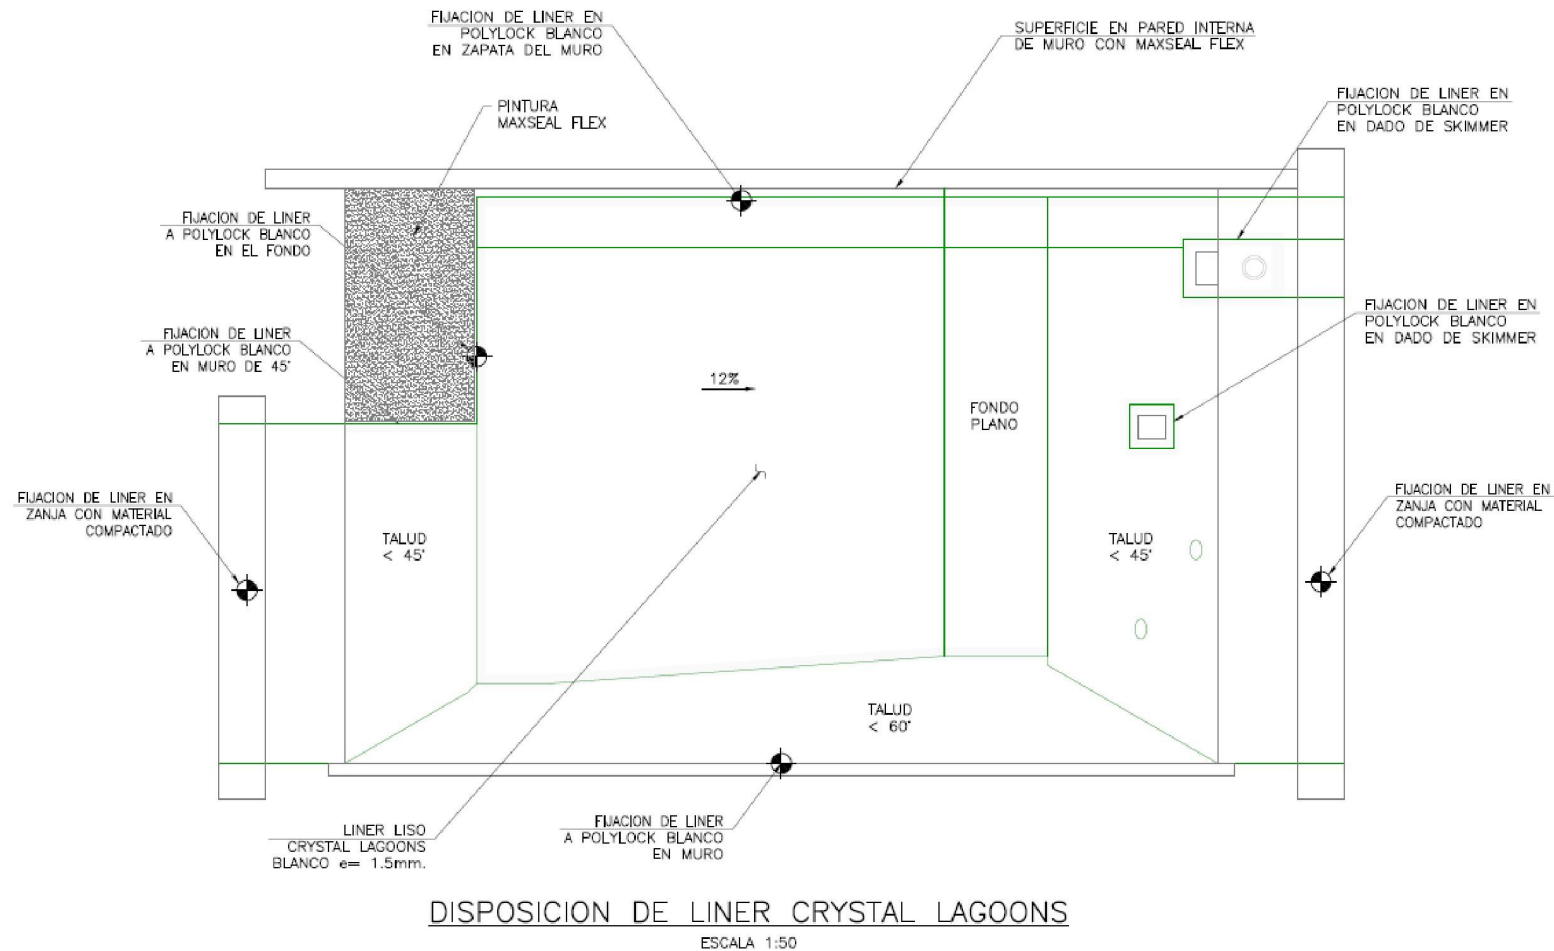 FIJACION DE LINER EN
POLYLOCK BLANCO
EN ZAPATA DEL MURO
SUPERFICIE EN PARED INTERNA
DE MURO CON MAXSEAL FLEX
PINTURA
MAXSEAL FLEX
FIJACION DE LINER EN
POLYLOCK BLANCO
EN DADO DE SKIMMER
FIJACION DE LINER
A POLYLOCK BLANCO
EN EL FONDO
FIJACION DE LINER
A POLYLOCK BLANCO
EN MURO DE 45°
FIJACION DE LINER EN
POLYLOCK BLANCO
EN DADO DE SKIMMER
12%
FONDO
PLANO
FIJACION DE LINER EN
ZANJA CON MATERIAL
COMPACTADO
FIJACION DE LINER EN
ZANJA CON MATERIAL
COMPACTADO
TALUD
< 45°
TALUD
< 45°
TALUD
< 60°
LINER LISO
CRYSTAL LAGOONS
BLANCO e= 1.5mm.
FIJACION DE LINER
A POLYLOCK BLANCO
EN MURO
DISPOSICION DE LINER CRYSTAL LAGOONS
ESCALA 1:50